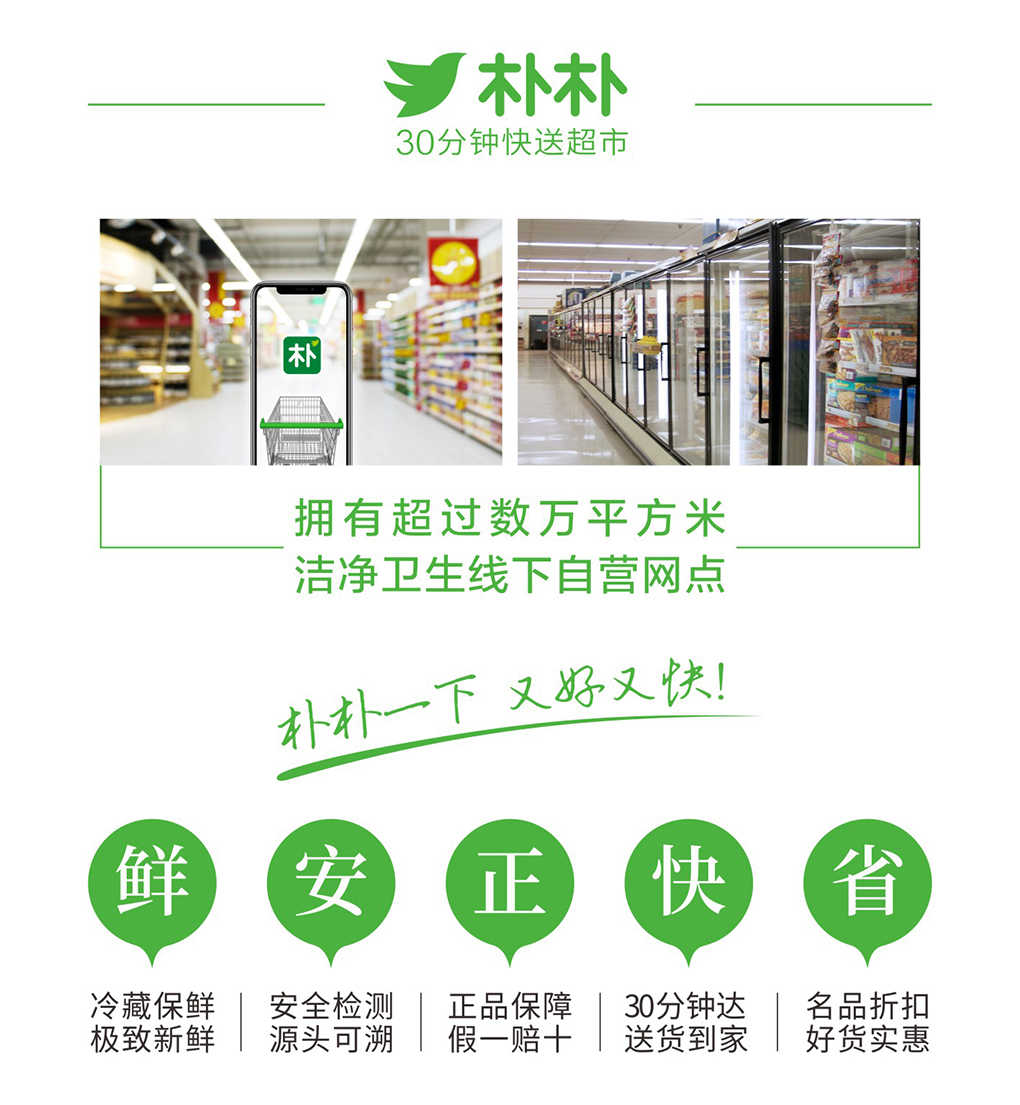 朴朴
30分钟快送超市
朴
拥有超过数万平方米
洁净卫生线下自营网点
朴朴一下 又好又快!
鲜
安
正
快
省
冷藏保鲜
极致新鲜
安全检测
源头可溯
正品保障
假一赔十
30分钟达
送货到家
名品折扣
好货实惠